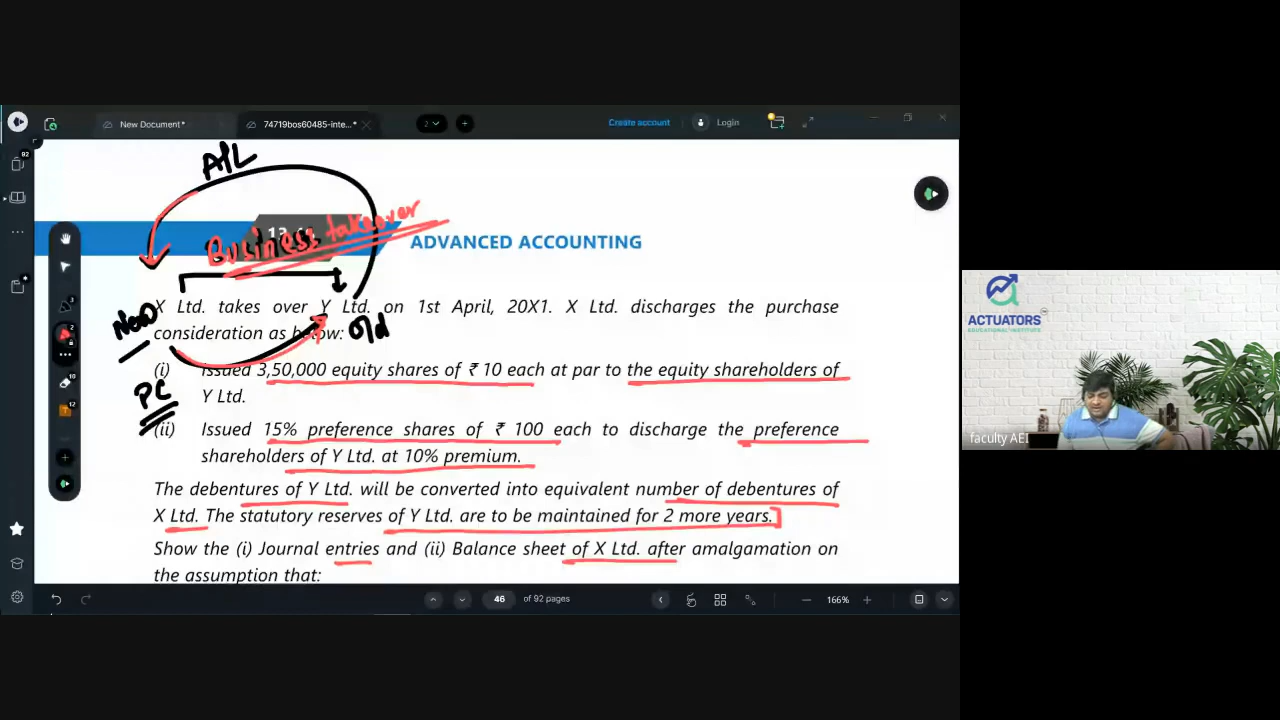 New Document*
74719bos60485-inte...*
2
Create account
Login
92
A/L
Business takeover
ADVANCED ACCOUNTING
X Ltd. takes over Y Ltd. on 1st April, 20X1. X Ltd. discharges the purchase
New
consideration as below:
old
(i) Issued 3,50,000 equity shares of ₹ 10 each at par to the equity shareholders of
Y Ltd.
PC
(ii) Issued 15% preference shares of ₹ 100 each to discharge the preference
shareholders of Y Ltd. at 10% premium.
The debentures of Y Ltd. will be converted into equivalent number of debentures of
X Ltd. The statutory reserves of Y Ltd. are to be maintained for 2 more years.
Show the (i) Journal entries and (ii) Balance sheet of X Ltd. after amalgamation on
the assumption that:
46 of 92 pages
166%
ACTUATORS
EDUCATIONAL INSTITUTE
faculty AEI